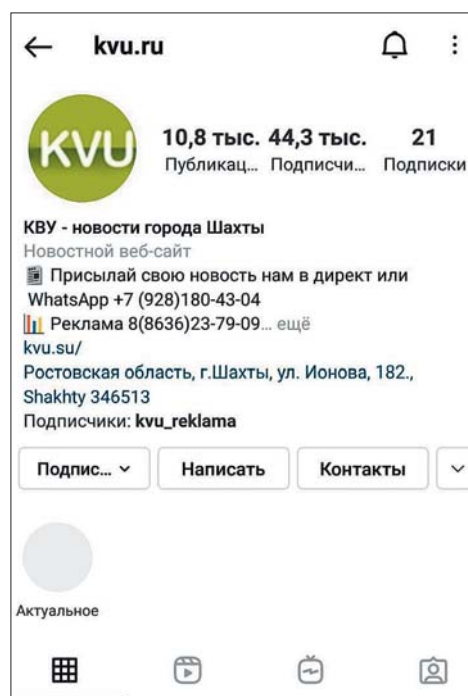 kvu.ru
KVU
10,8 тыс. 44,3 тыс. 21
Публикац... Подписчи... Подписки
КВУ - новости города Шахты
Новостной веб-сайт
Присылай свою новость нам в директ или
WhatsApp +7 (928)180-43-04
Реклама 8(8636)23-79-09... ещё
kvu.su/
Ростовская область, г.Шахты, ул. Ионова, 182.,
Shakhty 346513
Подписчики: kvu_reklama
Подпис... Написать Контакты
Актуальное